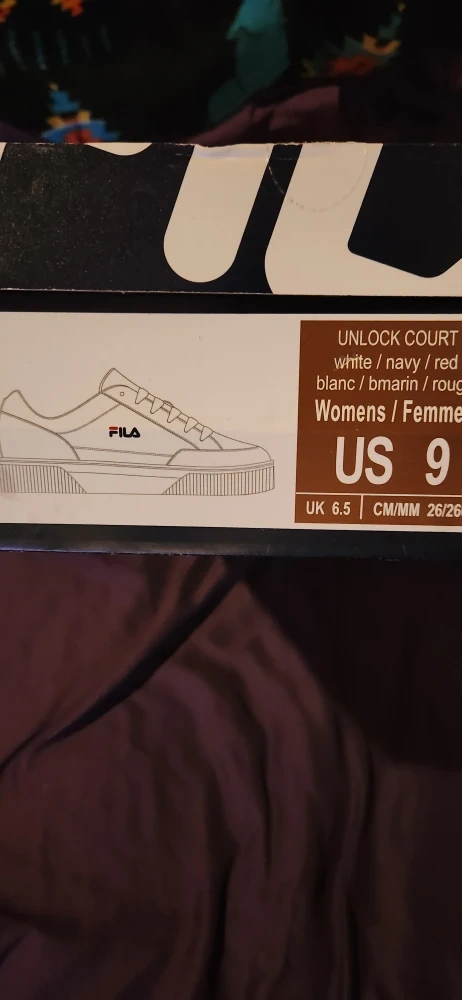 FILA
UNLOCK COURT
white / navy / red
blanc / bmarin / roug
Womens / Femme
US 9
UK 6.5 CM/MM 26/26